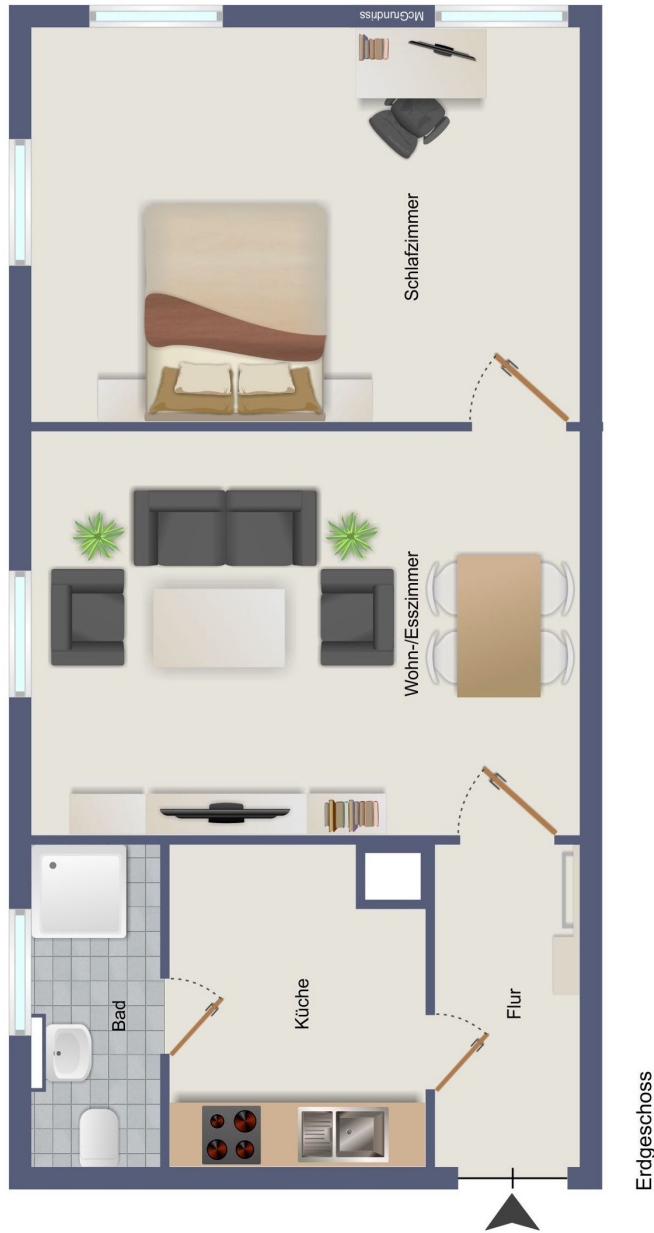 Bad
Küche
Flur
Wohn-/Esszimmer
Schlafzimmer
McGrundriss
Erdgeschoss